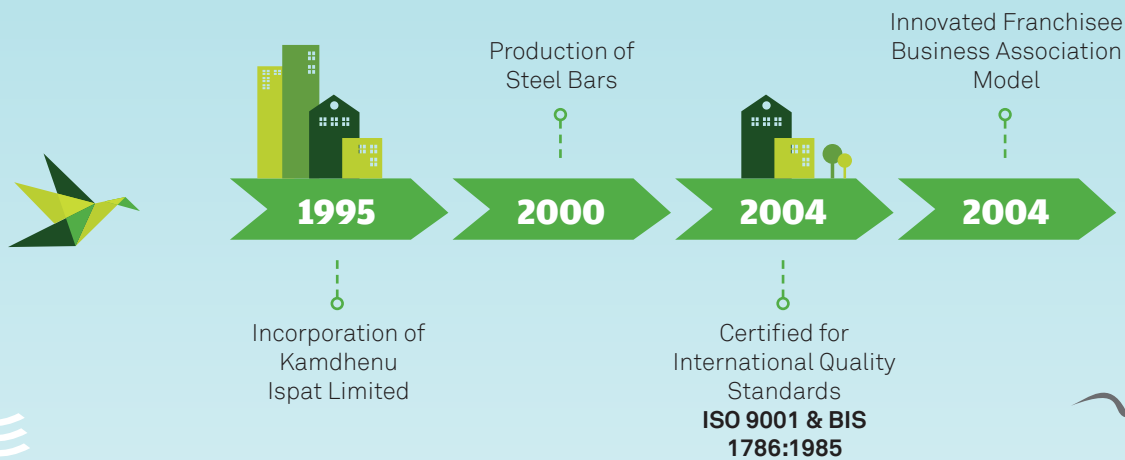 1995
Incorporation of
Kamdhenu
Ispat Limited
Production of
Steel Bars
2000
2004
Certified for
International Quality
Standards
ISO 9001 & BIS
1786:1985
Innovated Franchisee
Business Association
Model
2004